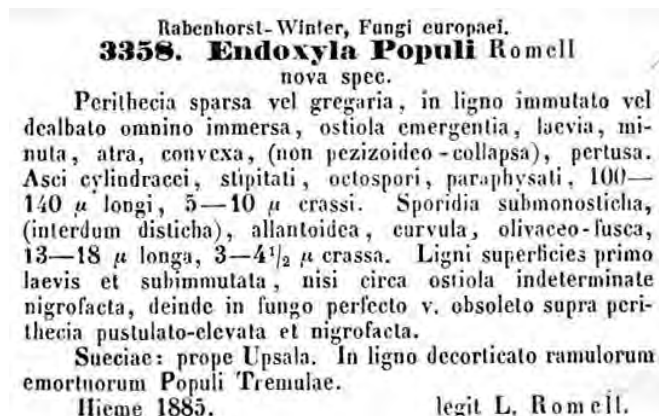 Rabenhorst-Winter, Fungi europaei.
3358. Endoxyla Populi Romell
nova spec.
Perithecia sparsa vel gregaria, in ligno immutato vel
dealbato omnino immersa, ostiola emergentia, laevia, mi-
nuta, atra, convexa, (non pezizoideo-collapsa), pertusa.
Asci cylindracei, stipitati, octospori, paraphysati, 100—
140 µ longi, 5—10 µ crassi. Sporidia submonosticha,
(interdum disticha), allantoidea, curvula, olivaceo-fusca,
13—18 µ longa, 3—4½ µ crassa. Ligni superficies primo
laevis et subimmutata, nisi circa ostiola indeterminate
nigrofacta, deinde in fungo perfecto v. obsoleto supra peri-
thecia pustulato-elevata et nigrofacta.
Sueciae: prope Upsala. In ligno decorticato ramulorum
emortuorum Populi Tremulae.
Hieme 1885. legit L. Romell.